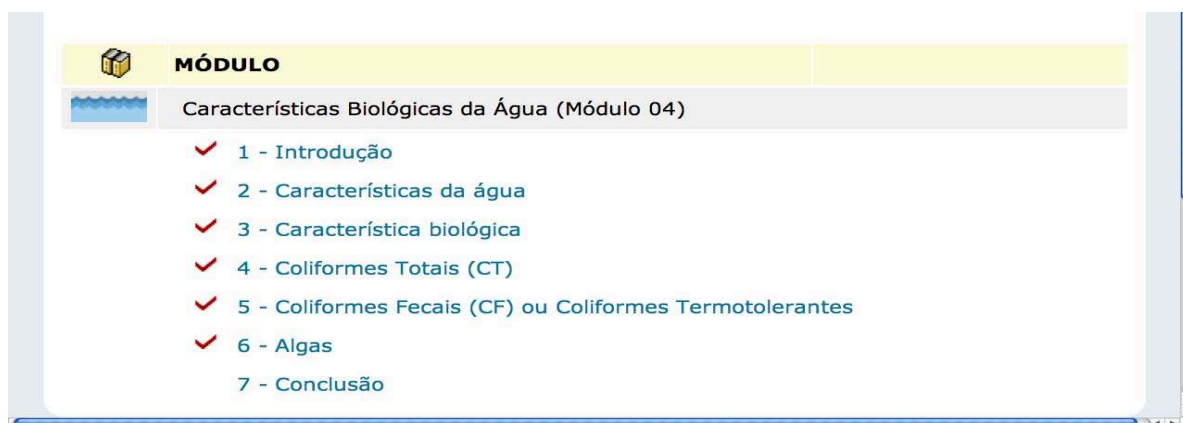 MÓDULO
Características Biológicas da Água (Módulo 04)
1 - Introdução
2 - Características da água
3 - Característica biológica
4 - Coliformes Totais (CT)
5 - Coliformes Fecais (CF) ou Coliformes Termotolerantes
6 - Algas
7 - Conclusão